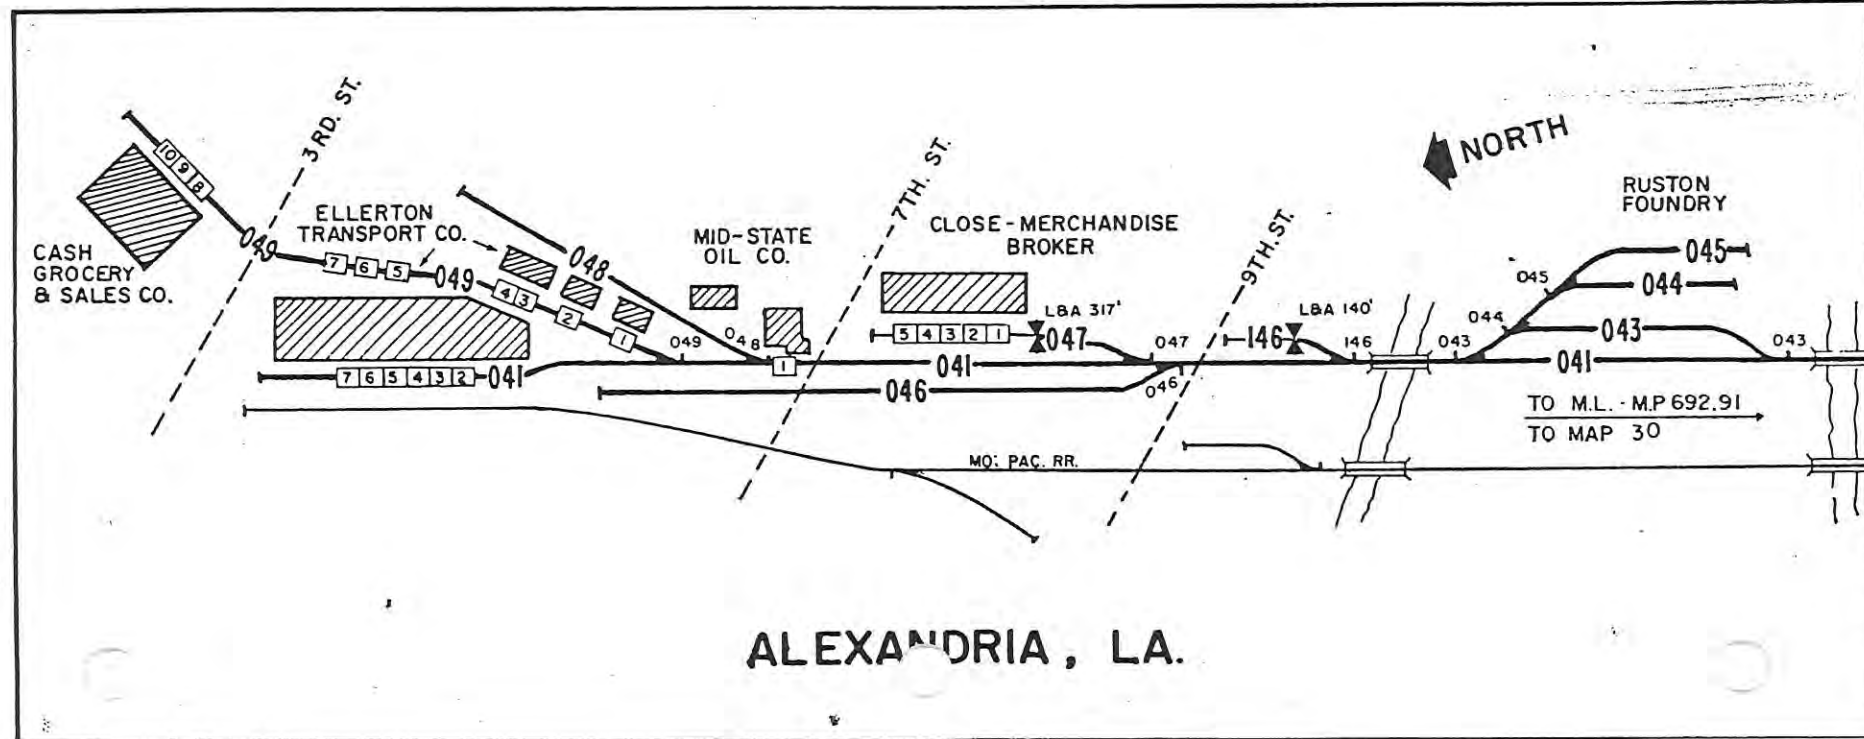 3 RD. ST.
7TH. ST.
9TH. ST.
NORTH
CASH
GROCERY
& SALES CO.
10 9 8
049
ELLERTON
TRANSPORT CO.
7 6 5
049
4 3
2
1
049
048
048
MID-STATE
OIL CO.
1
CLOSE-MERCHANDISE
BROKER
5 4 3 2 1
L&A 317'
047
047
L&A 140'
146
146
RUSTON
FOUNDRY
045
045
044
044
043
043
043
7 6 5 4 3 2
041
041
041
046
046
TO M.L. - M.P 692.91
TO MAP 30
MO. PAC. RR.
ALEXANDRIA, LA.